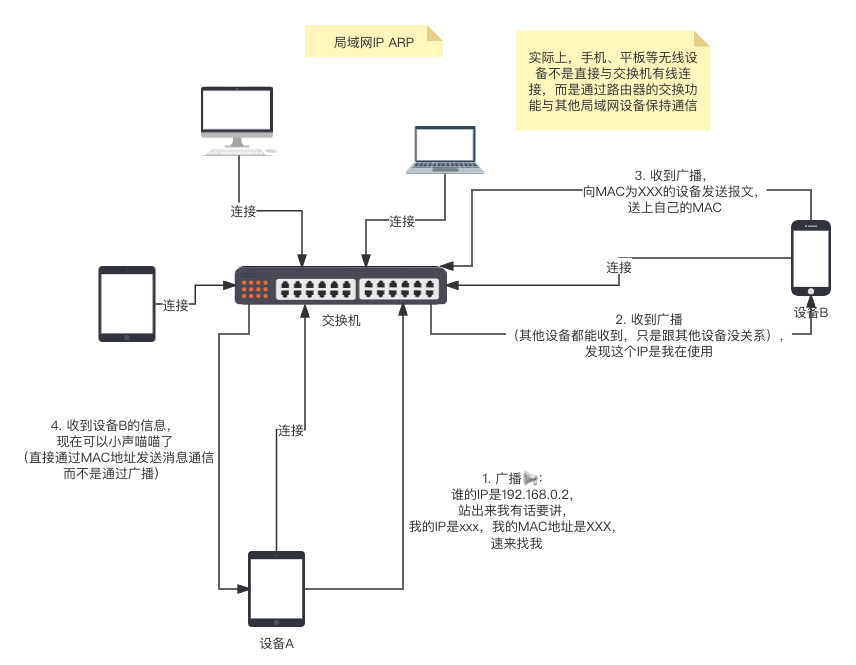 局域网IP ARP
实际上，手机、平板等无线设
备不是直接与交换机有线连
接，而是通过路由器的交换功
能与其他局域网设备保持通信
3. 收到广播，
向MAC为XXX的设备发送报文，
送上自己的MAC
连接
连接
连接
连接
设备B
交换机
2. 收到广播
（其他设备都能收到，只是跟其他设备没关系），
发现这个IP是我在使用
4. 收到设备B的信息，
现在可以小声喵喵了
（直接通过MAC地址发送消息通信
而不是通过广播）
连接
1. 广播📢：
谁的IP是192.168.0.2，
站出来我有话要讲，
我的IP是xxx，我的MAC地址是XXX，
速来找我
设备A